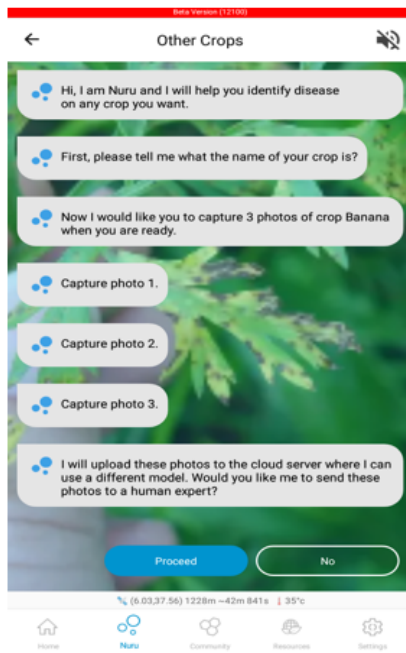 Beta Version (12100)
Other Crops
Hi, I am Nuru and I will help you identify disease
on any crop you want.
First, please tell me what the name of your crop is?
Now I would like you to capture 3 photos of crop Banana
when you are ready.
Capture photo 1.
Capture photo 2.
Capture photo 3.
I will upload these photos to the cloud server where I can
use a different model. Would you like me to send these
photos to a human expert?
Proceed No
(6.03,37.56) 1228m ~42m 841s 35°c
Home Nuru Community Resources Settings